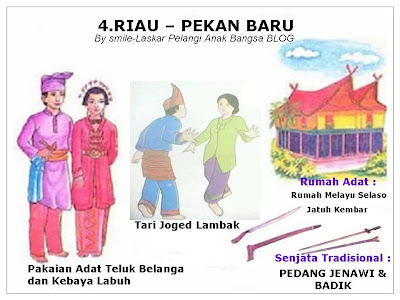 4.RIAU – PEKAN BARU
By smile-Laskar Pelangi Anak Bangsa BLOG
Tari Joged Lambak
Pakaian Adat Teluk Belanga
dan Kebaya Labuh
Rumah Adat :
Rumah Melayu Selaso
Jatuh Kembar
Senjata Tradisional :
PEDANG JENAWI &
BADIK